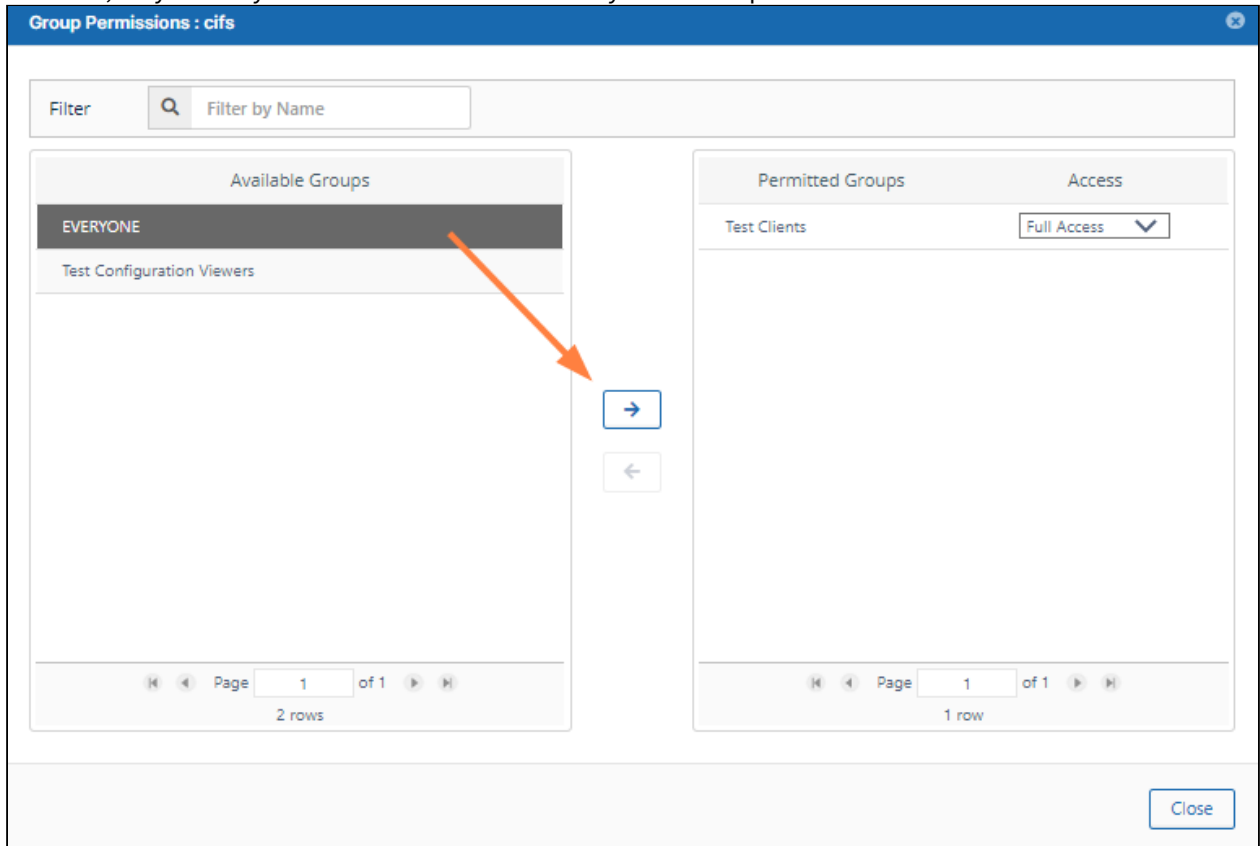 Group Permissions : cifs
Filter Filter by Name
Available Groups
EVERYONE
Test Configuration Viewers
Page 1 of 1
2 rows
Permitted Groups Access
Test Clients Full Access
Page 1 of 1
1 row
Close